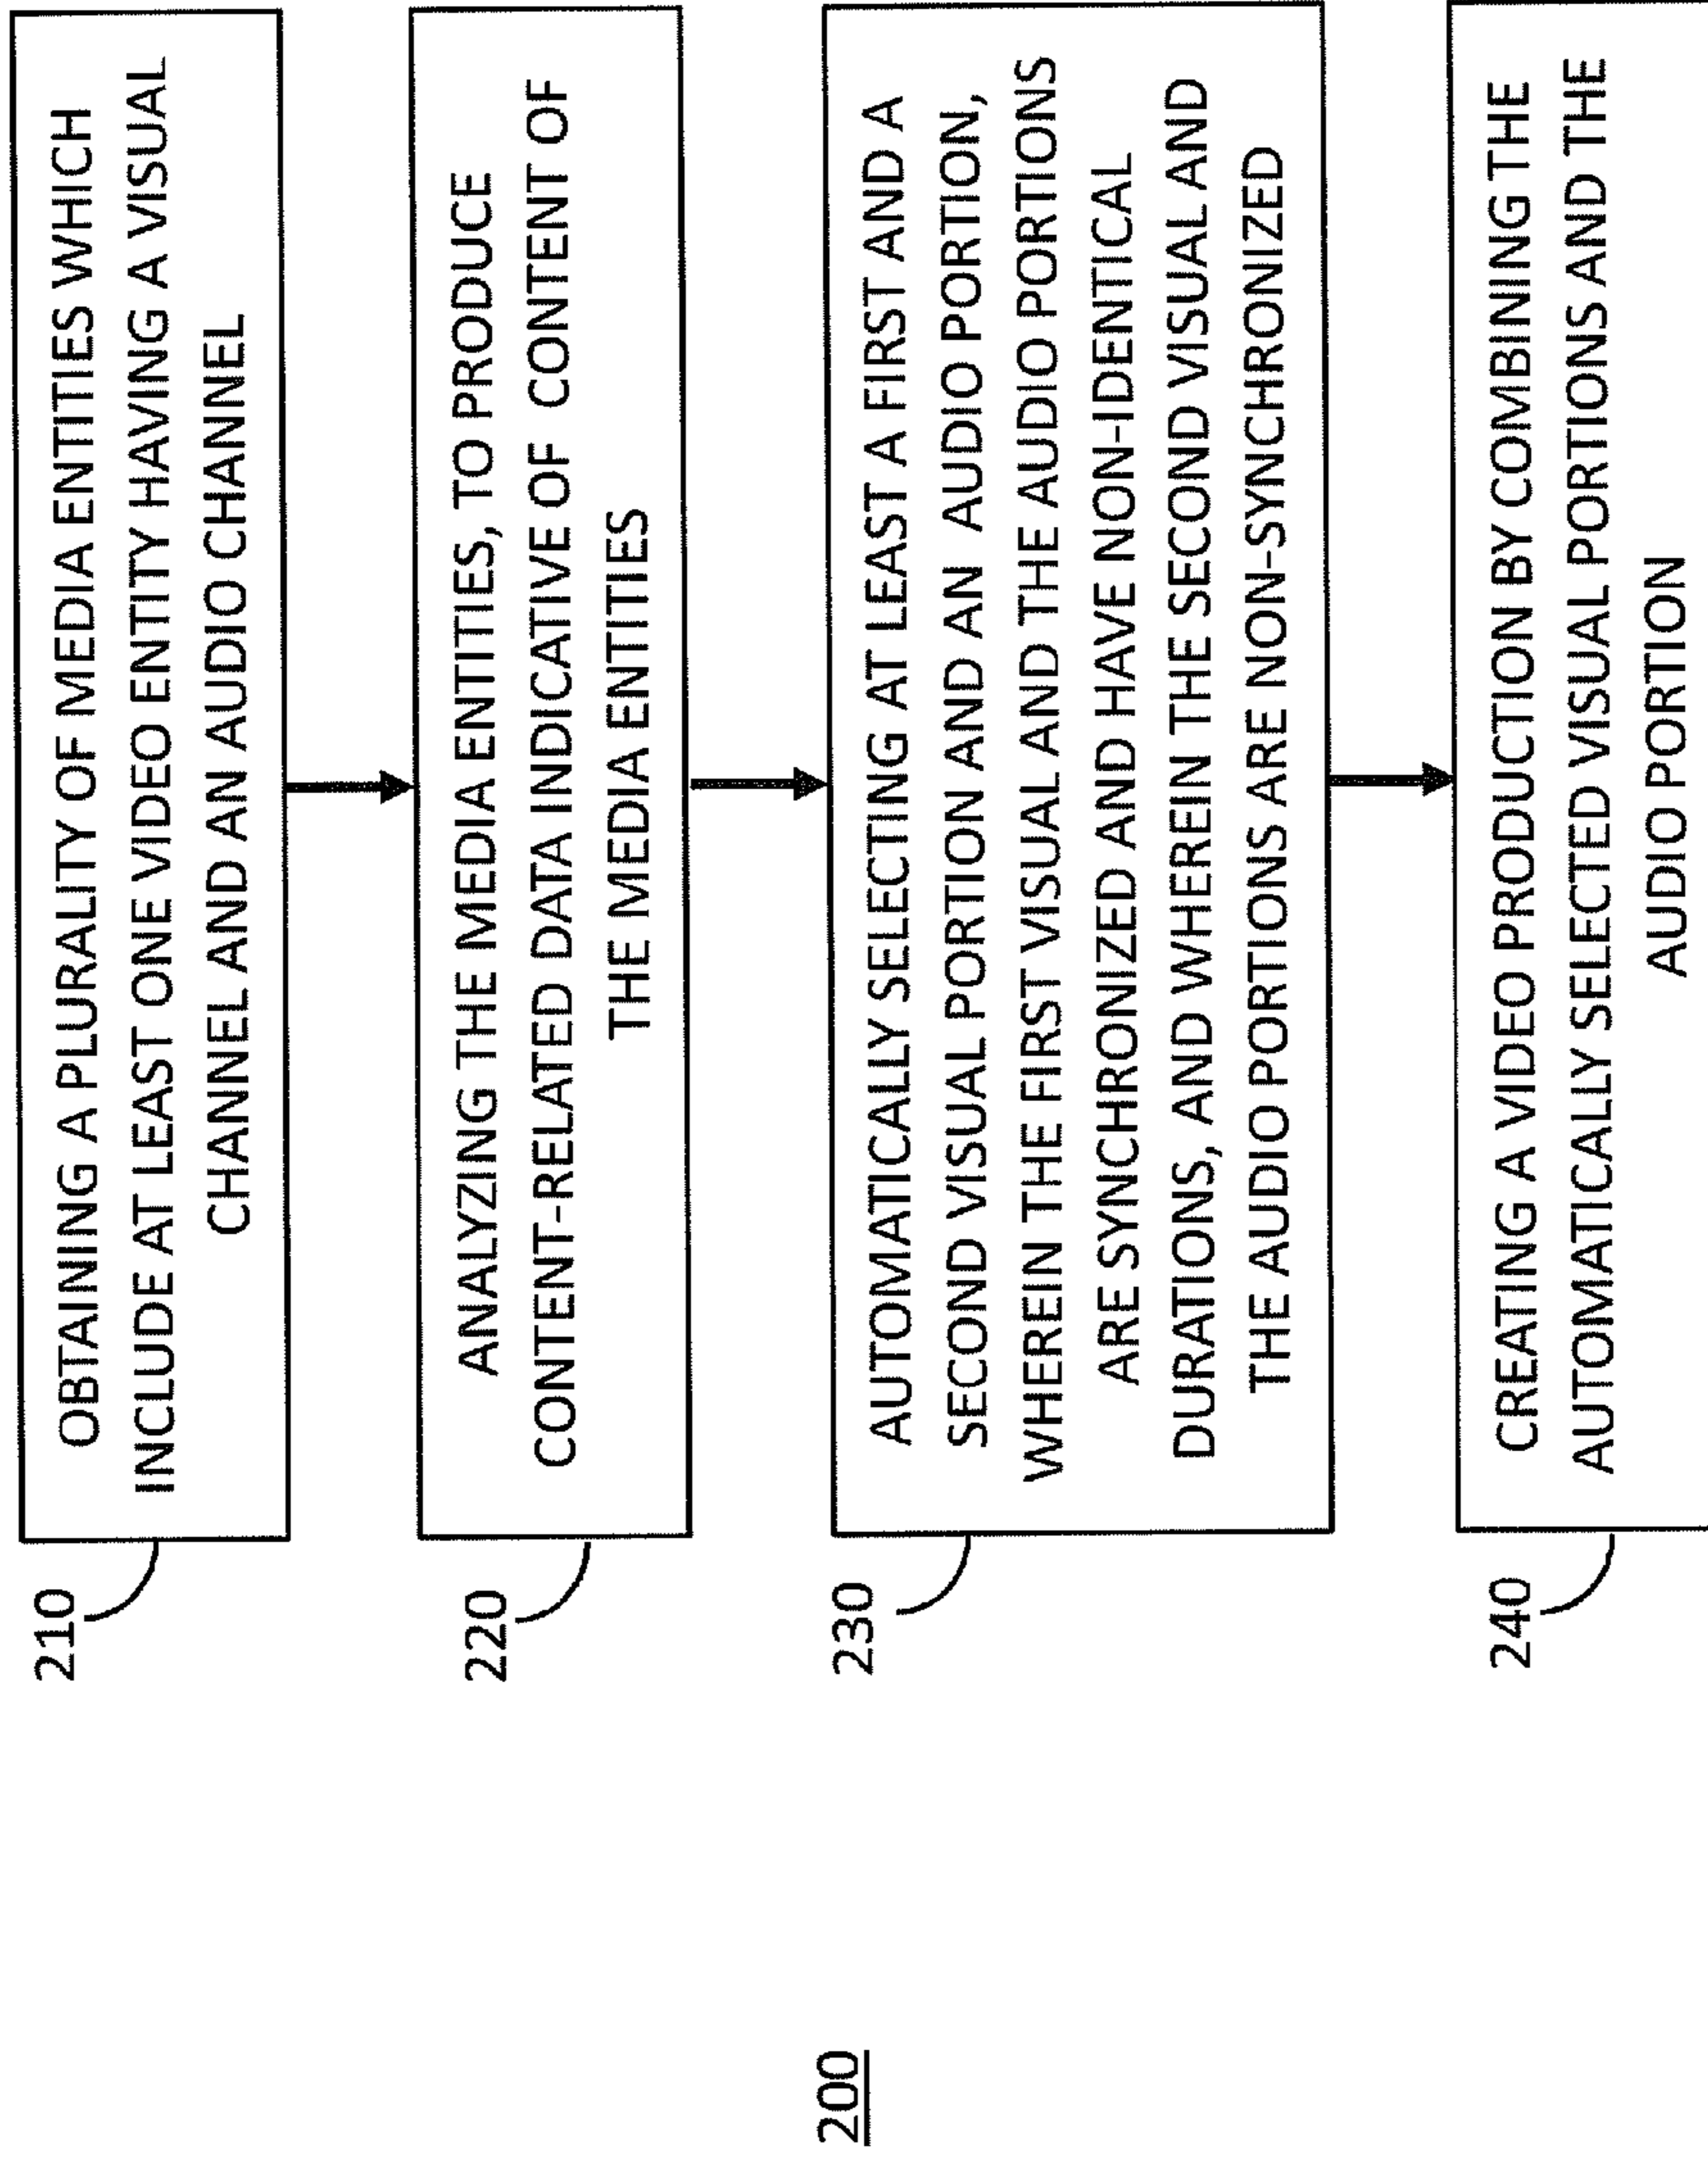 200
210
OBTAINING A PLURALITY OF MEDIA ENTITIES WHICH
INCLUDE AT LEAST ONE VIDEO ENTITY HAVING A VISUAL
CHANNEL AND AN AUDIO CHANNEL
220
ANALYZING THE MEDIA ENTITIES, TO PRODUCE
CONTENT-RELATED DATA INDICATIVE OF CONTENT OF
THE MEDIA ENTITIES
230
AUTOMATICALLY SELECTING AT LEAST A FIRST AND A
SECOND VISUAL PORTION AND AN AUDIO PORTION,
WHEREIN THE FIRST VISUAL AND THE AUDIO PORTIONS
ARE SYNCHRONIZED AND HAVE NON-IDENTICAL
DURATIONS, AND WHEREIN THE SECOND VISUAL AND
THE AUDIO PORTIONS ARE NON-SYNCHRONIZED
240
CREATING A VIDEO PRODUCTION BY COMBINING THE
AUTOMATICALLY SELECTED VISUAL PORTIONS AND THE
AUDIO PORTION